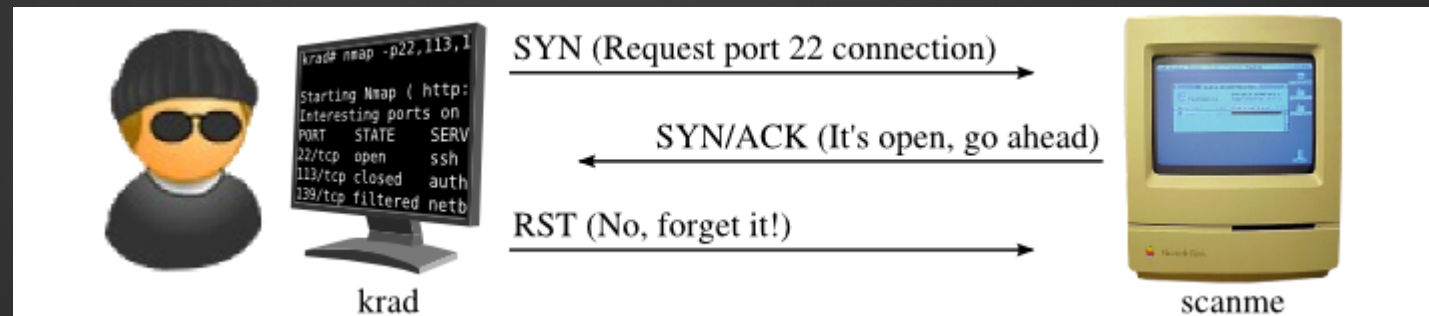 krad# nmap -p22,113,1
Starting Nmap ( http:
Interesting ports on
PORT STATE SERV
22/tcp open ssh
113/tcp closed auth
139/tcp filtered netb
SYN (Request port 22 connection)
SYN/ACK (It's open, go ahead)
RST (No, forget it!)
krad
scanme